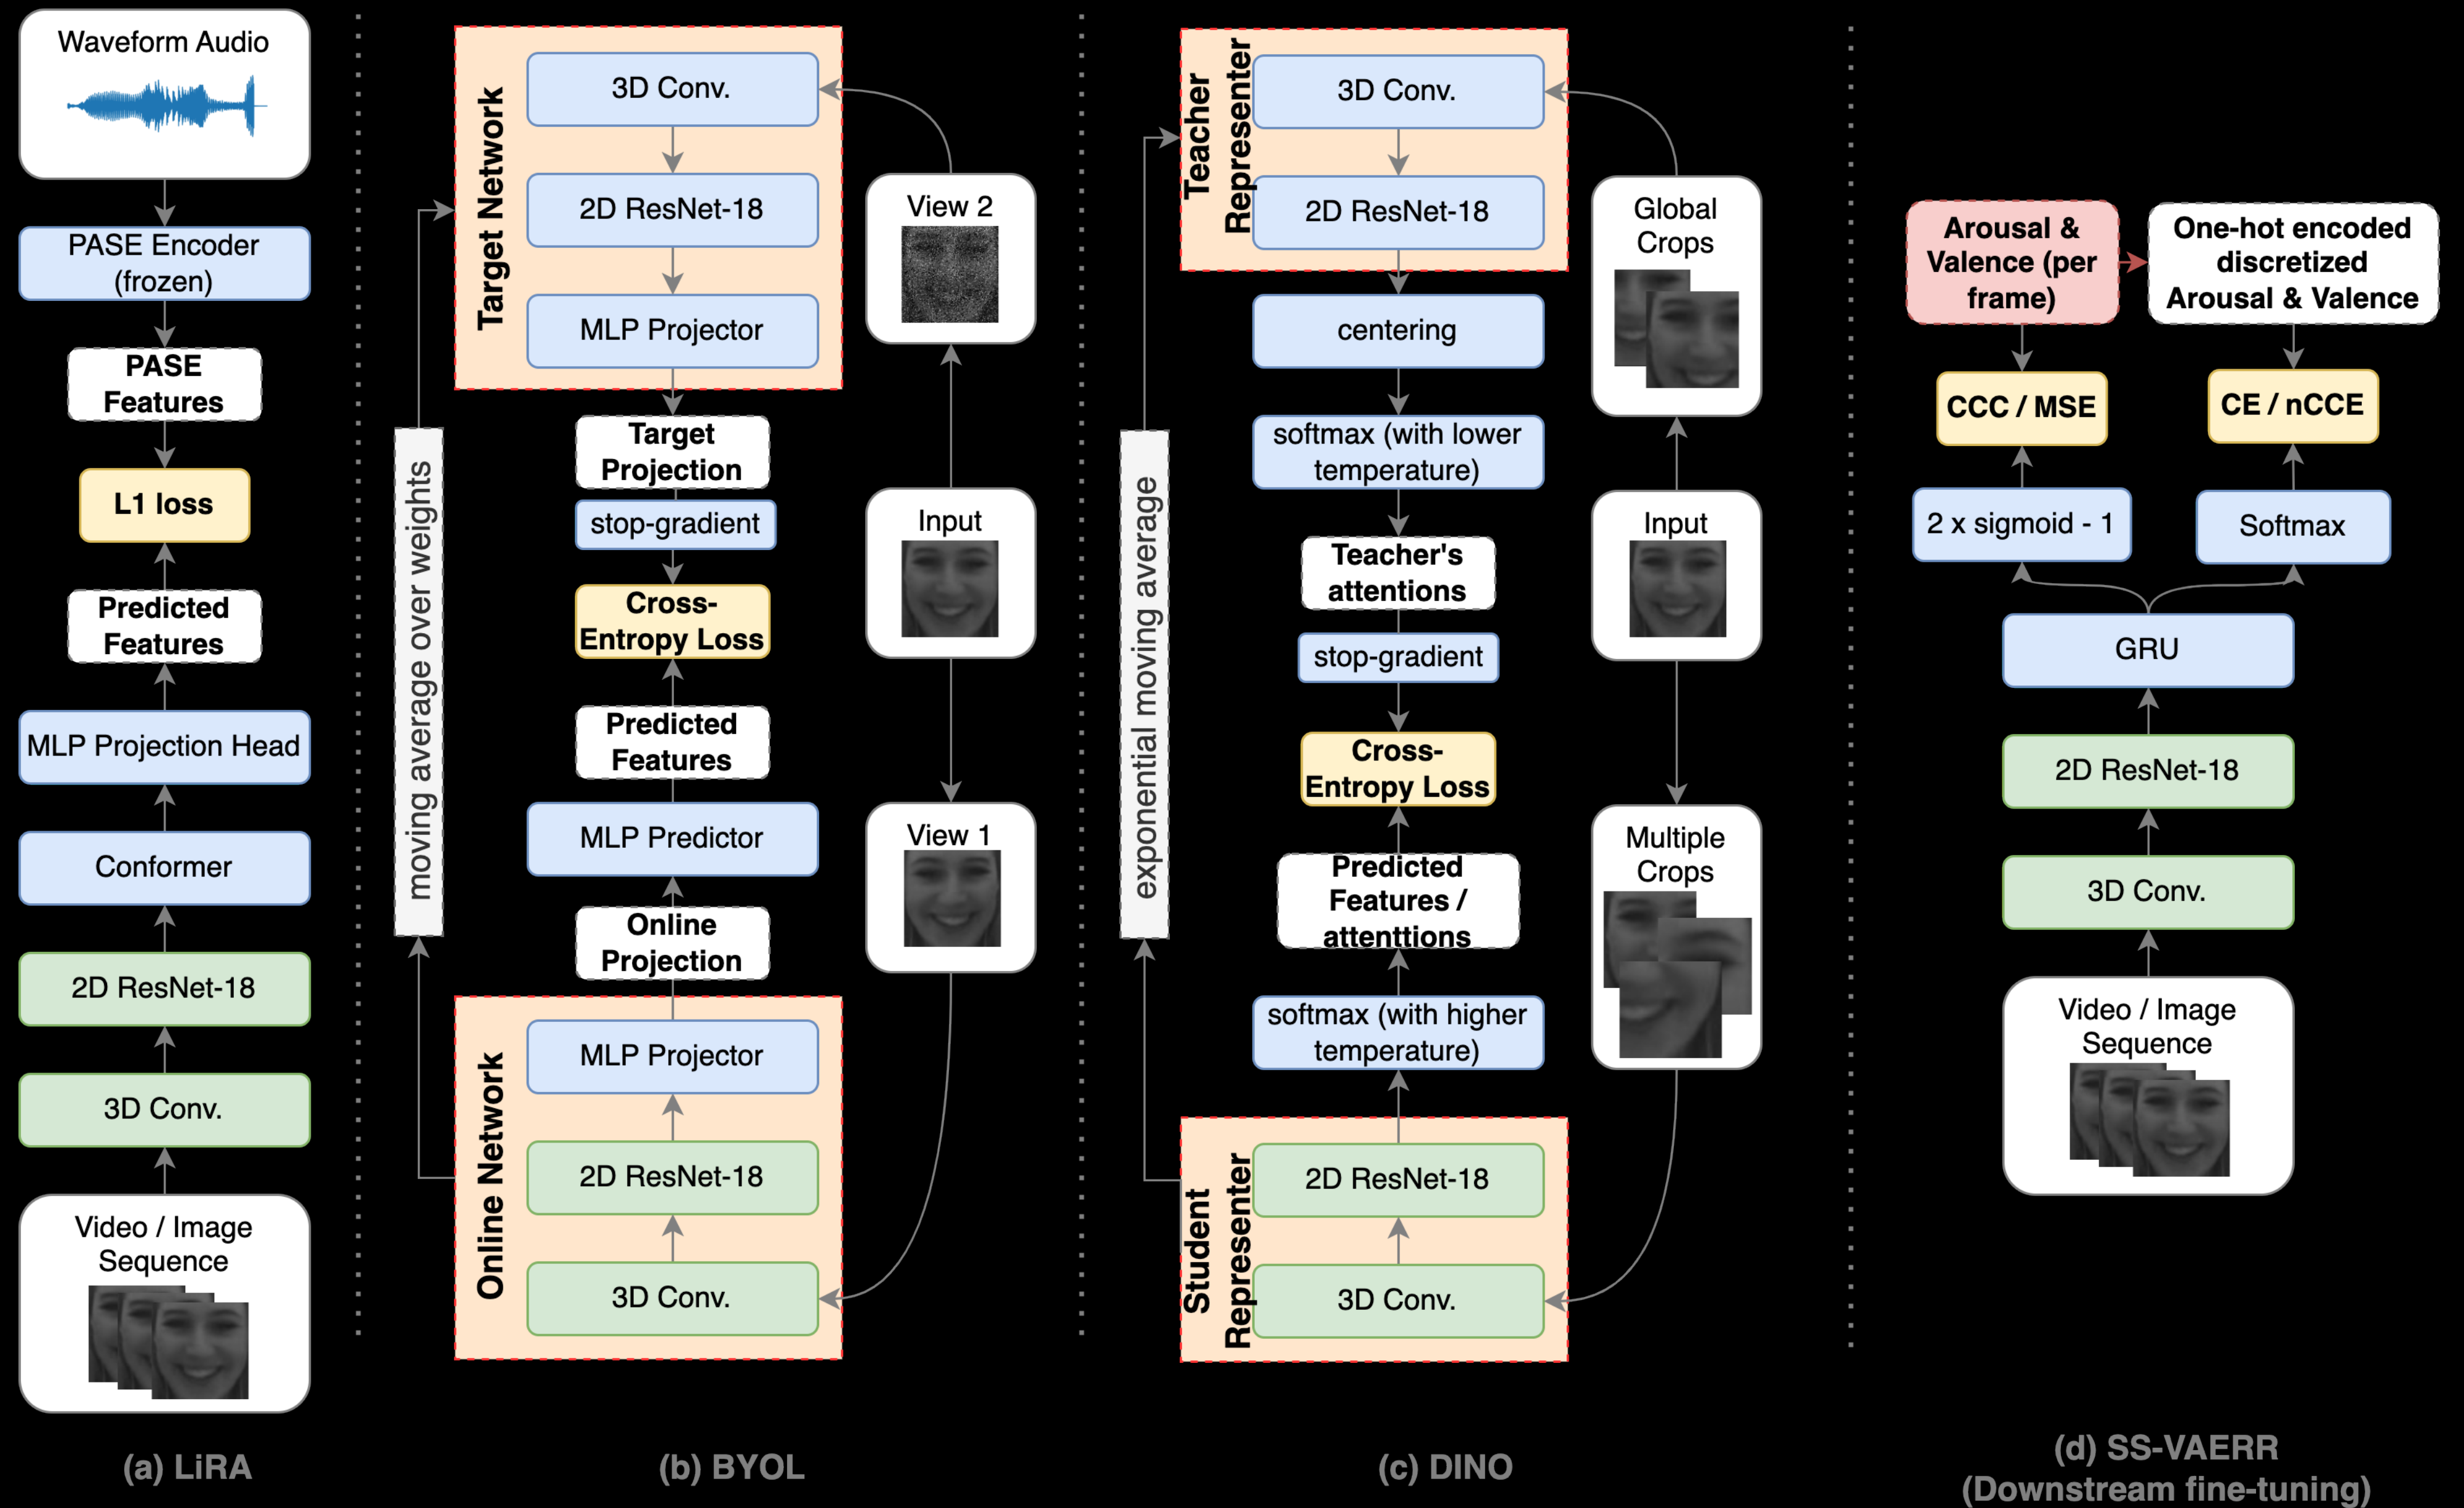 Waveform Audio
PASE Encoder
(frozen)
PASE
Features
L1 loss
Predicted
Features
MLP Projection Head
Conformer
2D ResNet-18
3D Conv.
Video / Image
Sequence
(a) LiRA
moving average over weights
Target Network
3D Conv.
2D ResNet-18
MLP Projector
Target
Projection
stop-gradient
Cross-
Entropy Loss
Predicted
Features
MLP Predictor
Online
Projection
Online Network
MLP Projector
2D ResNet-18
3D Conv.
View 2
Input
View 1
(b) BYOL
exponential moving average
Teacher
Representer
3D Conv.
2D ResNet-18
centering
softmax (with lower
temperature)
Teacher's
attentions
stop-gradient
Cross-
Entropy Loss
Predicted
Features /
attenttions
softmax (with higher
temperature)
Student
Representer
2D ResNet-18
3D Conv.
Global
Crops
Input
Multiple
Crops
(c) DINO
Arousal &
Valence (per
frame)
One-hot encoded
discretized
Arousal & Valence
CCC / MSE
CE / nCCE
2 x sigmoid - 1
Softmax
GRU
2D ResNet-18
3D Conv.
Video / Image
Sequence
(d) SS-VAERR
(Downstream fine-tuning)